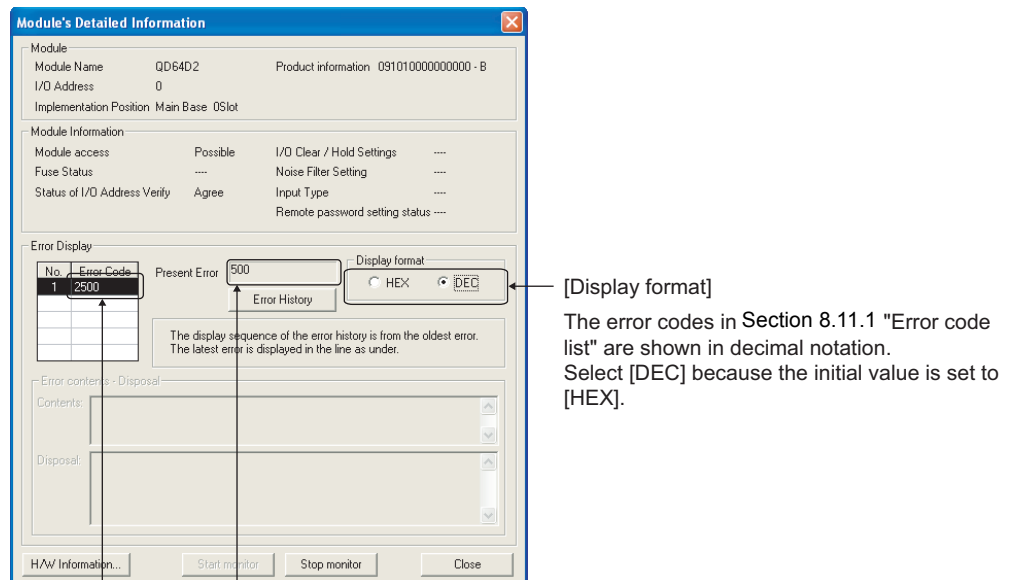 Module's Detailed Information
Module
Module Name QD64D2 Product information 091010000000000 - B
I/O Address 0
Implementation Position Main Base 0Slot
Module Information
Module access Possible I/O Clear / Hold Settings ----
Fuse Status ---- Noise Filter Setting ----
Status of I/O Address Verify Agree Input Type ----
Remote password setting status ----
Error Display
No. Error Code
1 2500
Present Error 500
Display format
HEX DEC
Error History
The display sequence of the error history is from the oldest error.
The latest error is displayed in the line as under.
Error contents - Disposal
Contents:
Disposal:
H/W Information... Start monitor Stop monitor Close
[Display format]
The error codes in Section 8.11.1 "Error code
list" are shown in decimal notation.
Select [DEC] because the initial value is set to
[HEX].